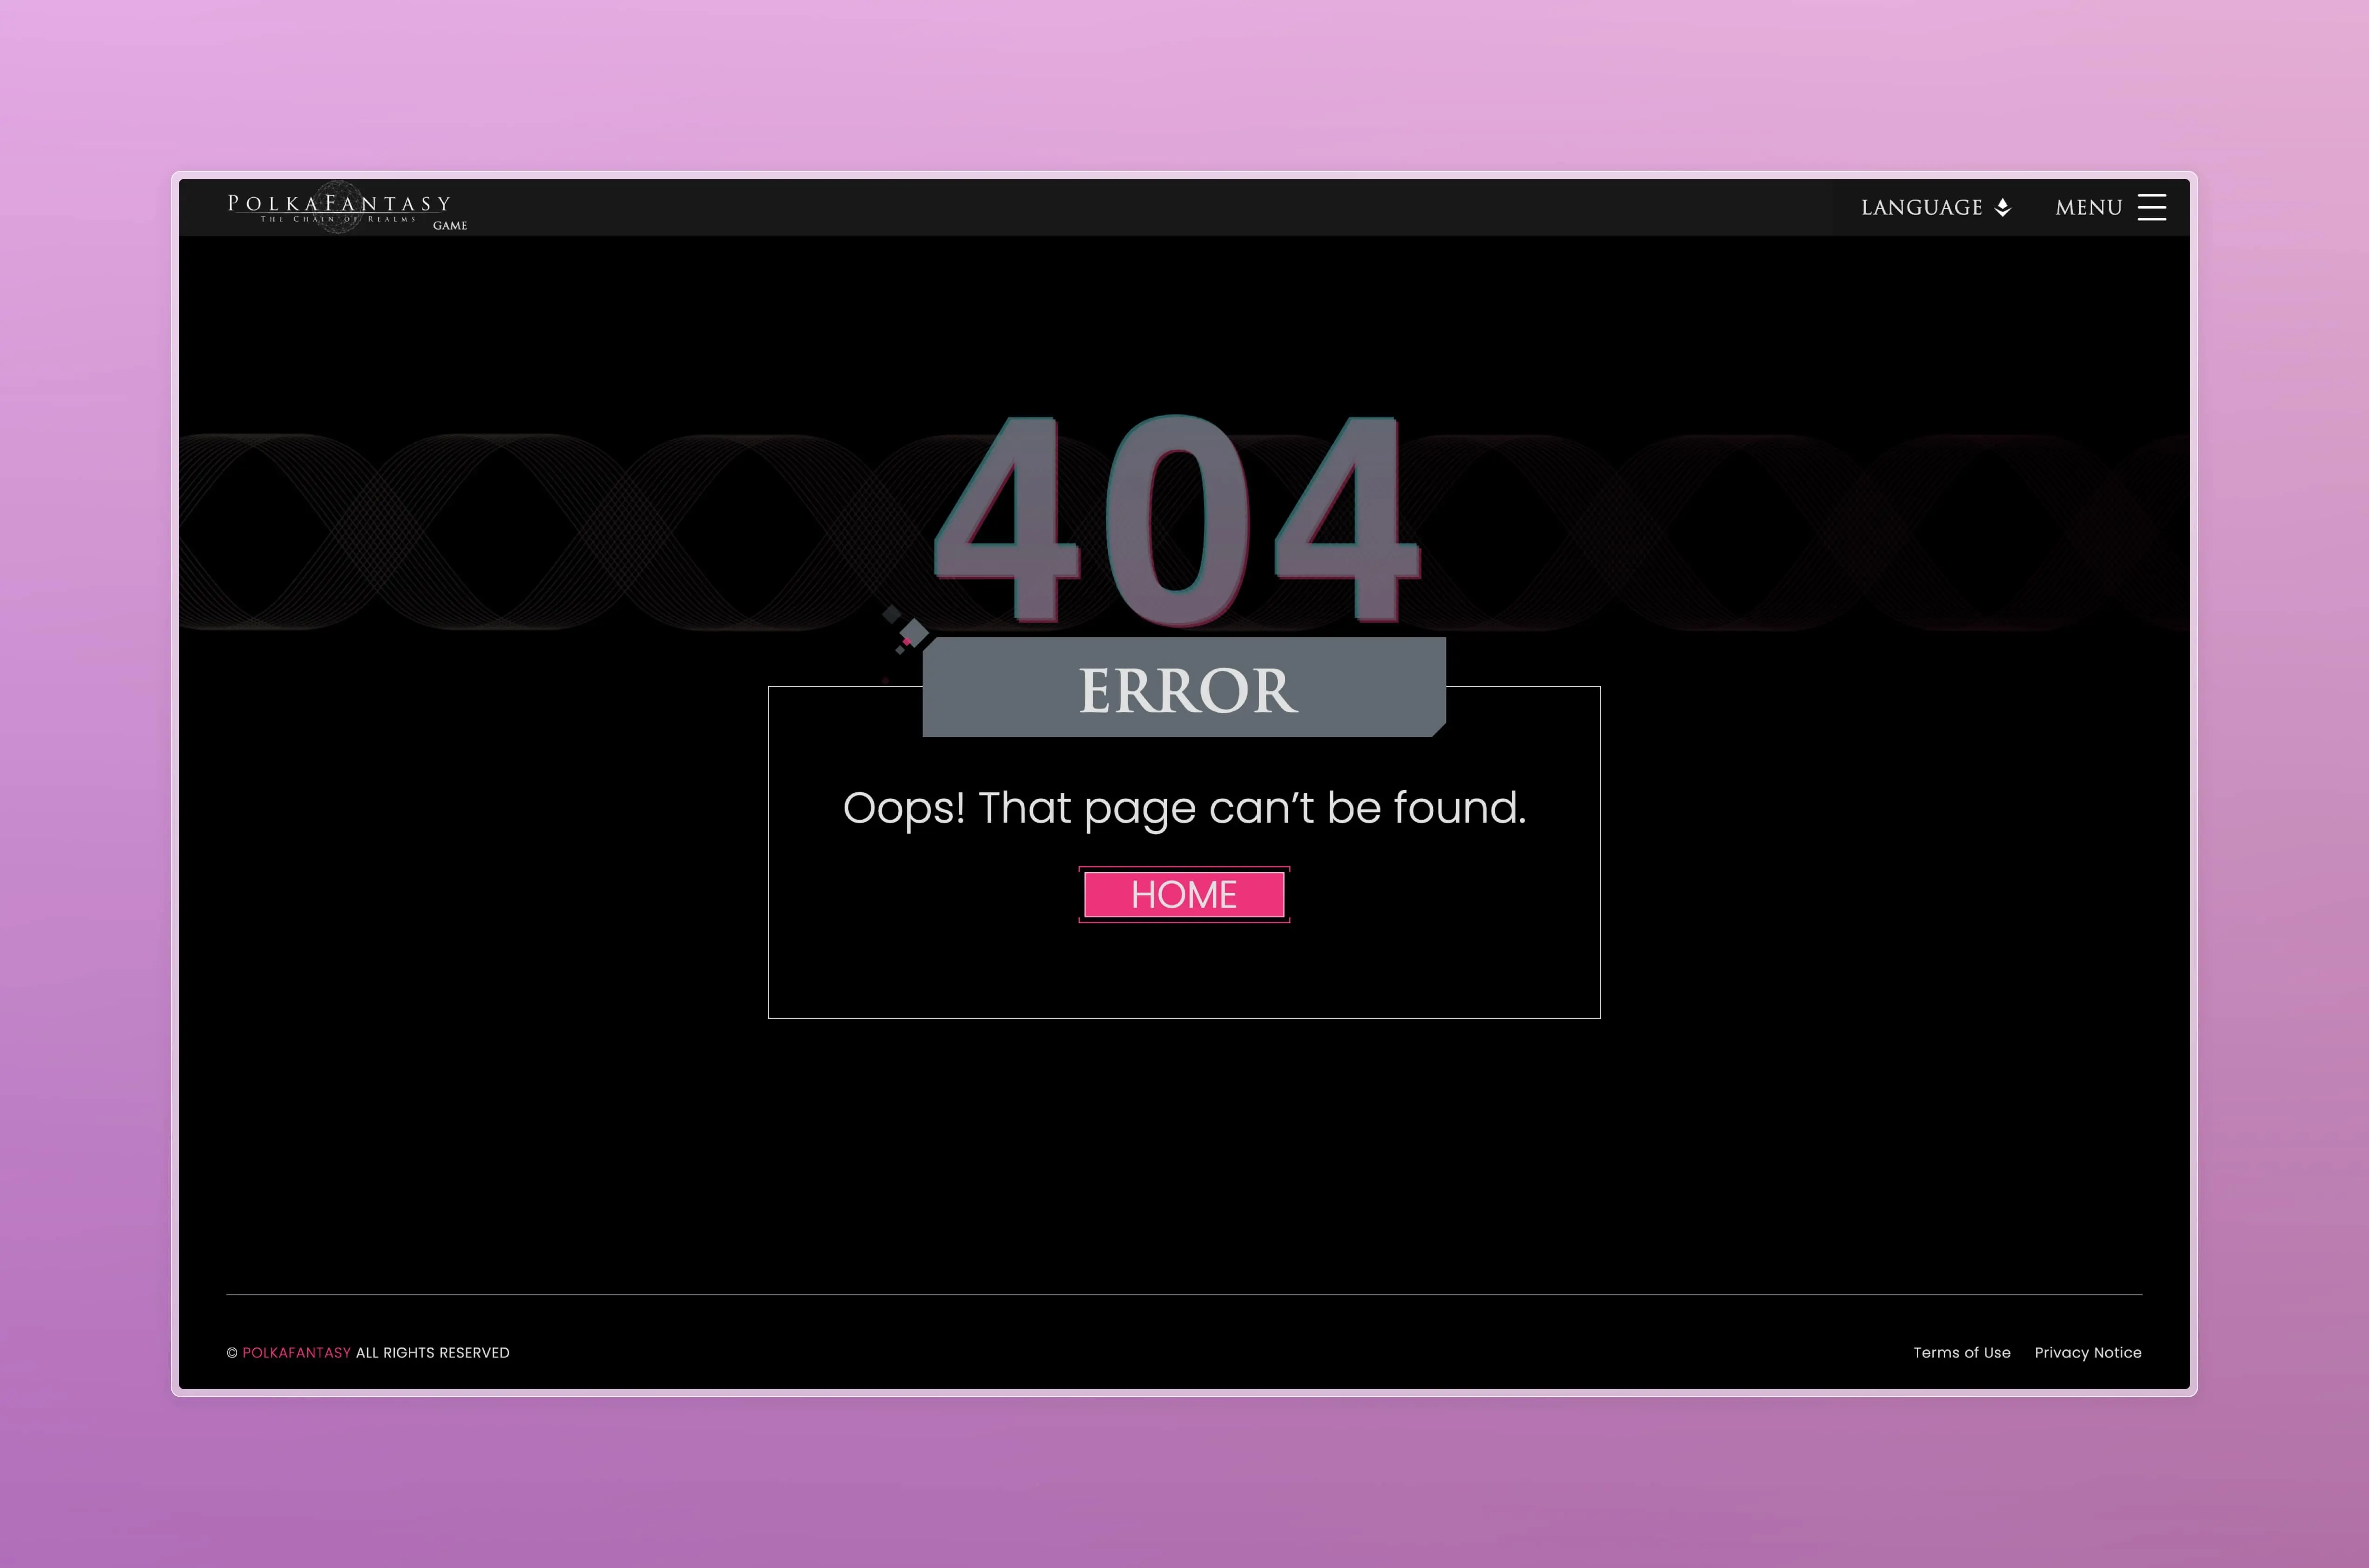 POLKAFANTASY
THE CHAIN OF REALMS
GAME
LANGUAGE
MENU
404
ERROR
Oops! That page can’t be found.
HOME
© POLKAFANTASY ALL RIGHTS RESERVED
Terms of Use
Privacy Notice